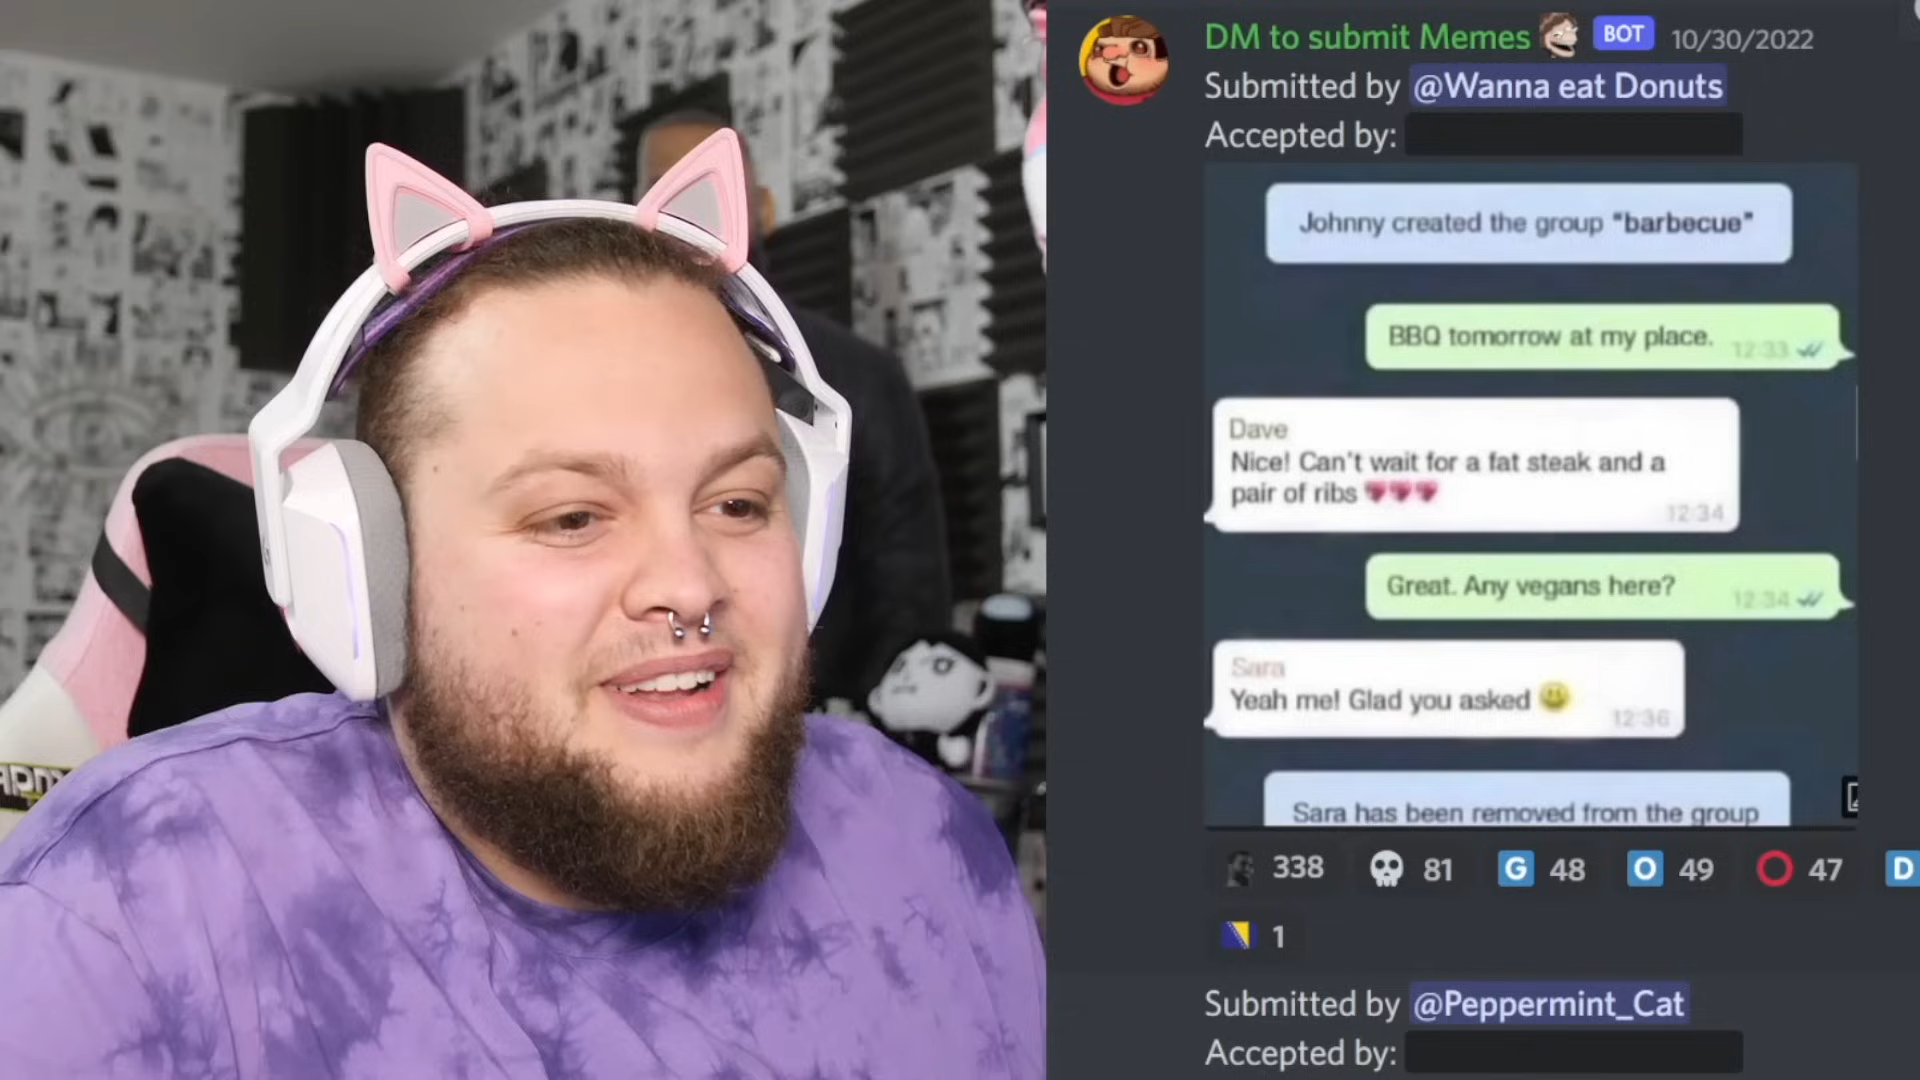 DM to submit Memes BOT 10/30/2022
Submitted by @Wanna eat Donuts
Accepted by:
Johnny created the group "barbecue"
BBQ tomorrow at my place. 12:33
Dave
Nice! Can't wait for a fat steak and a
pair of ribs
12:34
Great. Any vegans here? 12:34
Sara
Yeah me! Glad you asked
12:36
Sara has been removed from the group
338 81 G 48 O 49 47 D
1
Submitted by @Peppermint_Cat
Accepted by: